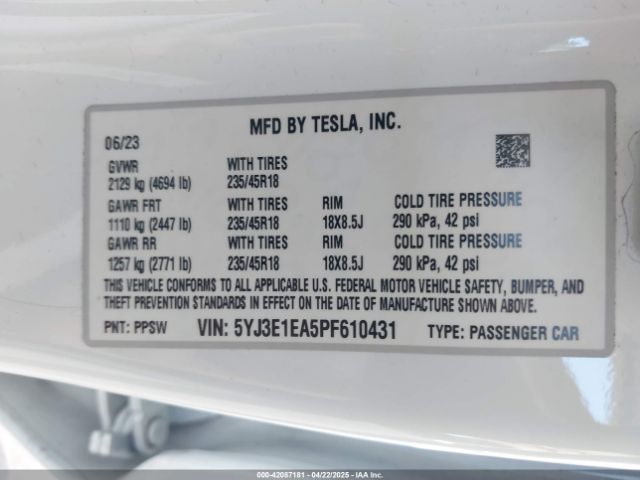 MFD BY TESLA, INC.
06/23
GVWR WITH TIRES
2129 kg (4694 lb) 235/45R18
GAWR FRT WITH TIRES RIM COLD TIRE PRESSURE
1110 kg (2447 lb) 235/45R18 18X8.5J 290 kPa, 42 psi
GAWR RR WITH TIRES RIM COLD TIRE PRESSURE
1257 kg (2771 lb) 235/45R18 18X8.5J 290 kPa, 42 psi
THIS VEHICLE CONFORMS TO ALL APPLICABLE U.S. FEDERAL MOTOR VEHICLE SAFETY, BUMPER, AND
THEFT PREVENTION STANDARDS IN EFFECT ON THE DATE OF MANUFACTURE SHOWN ABOVE.
PNT: PPSW VIN: 5YJ3E1EA5PF610431 TYPE: PASSENGER CAR
000-42087181 - 04/22/2025 - IAAI.COM